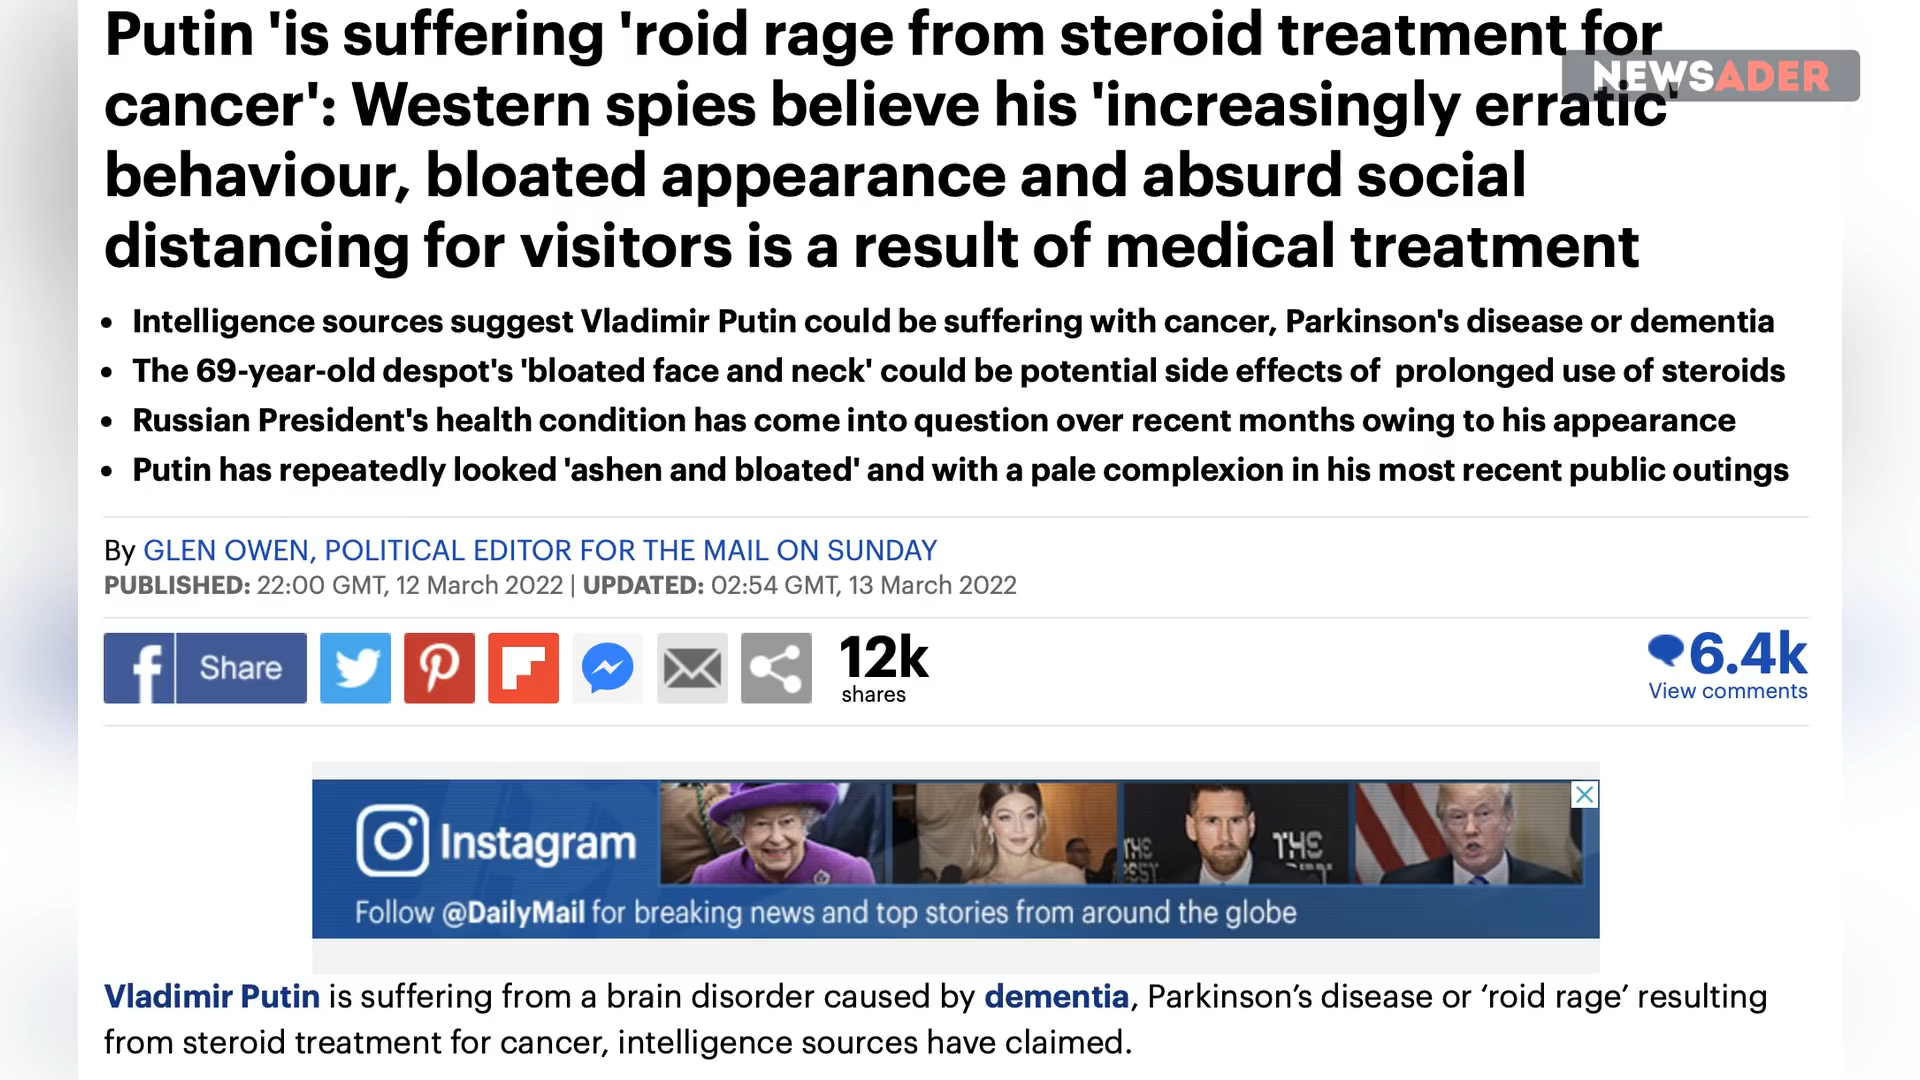 Putin 'is suffering 'roid rage from steroid treatment for
NEWSADER
cancer': Western spies believe his 'increasingly erratic'
behaviour, bloated appearance and absurd social
distancing for visitors is a result of medical treatment
• Intelligence sources suggest Vladimir Putin could be suffering with cancer, Parkinson's disease or dementia
• The 69-year-old despot's 'bloated face and neck' could be potential side effects of prolonged use of steroids
• Russian President's health condition has come into question over recent months owing to his appearance
• Putin has repeatedly looked 'ashen and bloated' and with a pale complexion in his most recent public outings
By GLEN OWEN, POLITICAL EDITOR FOR THE MAIL ON SUNDAY
PUBLISHED: 22:00 GMT, 12 March 2022 | UPDATED: 02:54 GMT, 13 March 2022
Share
12k
shares
6.4k
View comments
Instagram
THE
THE
Follow @DailyMail for breaking news and top stories from around the globe
Vladimir Putin is suffering from a brain disorder caused by dementia, Parkinson’s disease or ‘roid rage’ resulting
from steroid treatment for cancer, intelligence sources have claimed.